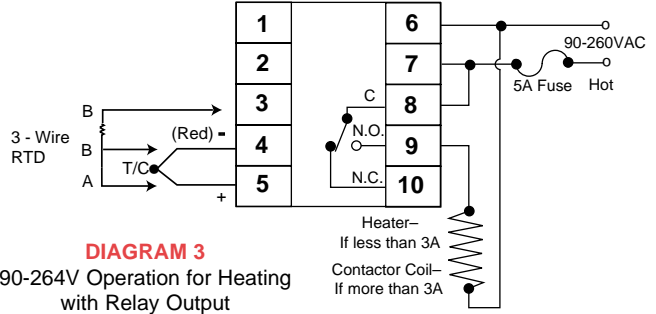 1
6
2
7
3
8
4
9
5
10
90-260VAC
5A Fuse
Hot
C
N.O.
N.C.
B
3 - Wire
RTD
B
A
(Red) -
T/C
+
Heater–
If less than 3A
Contactor Coil–
If more than 3A
DIAGRAM 3
90-264V Operation for Heating
with Relay Output